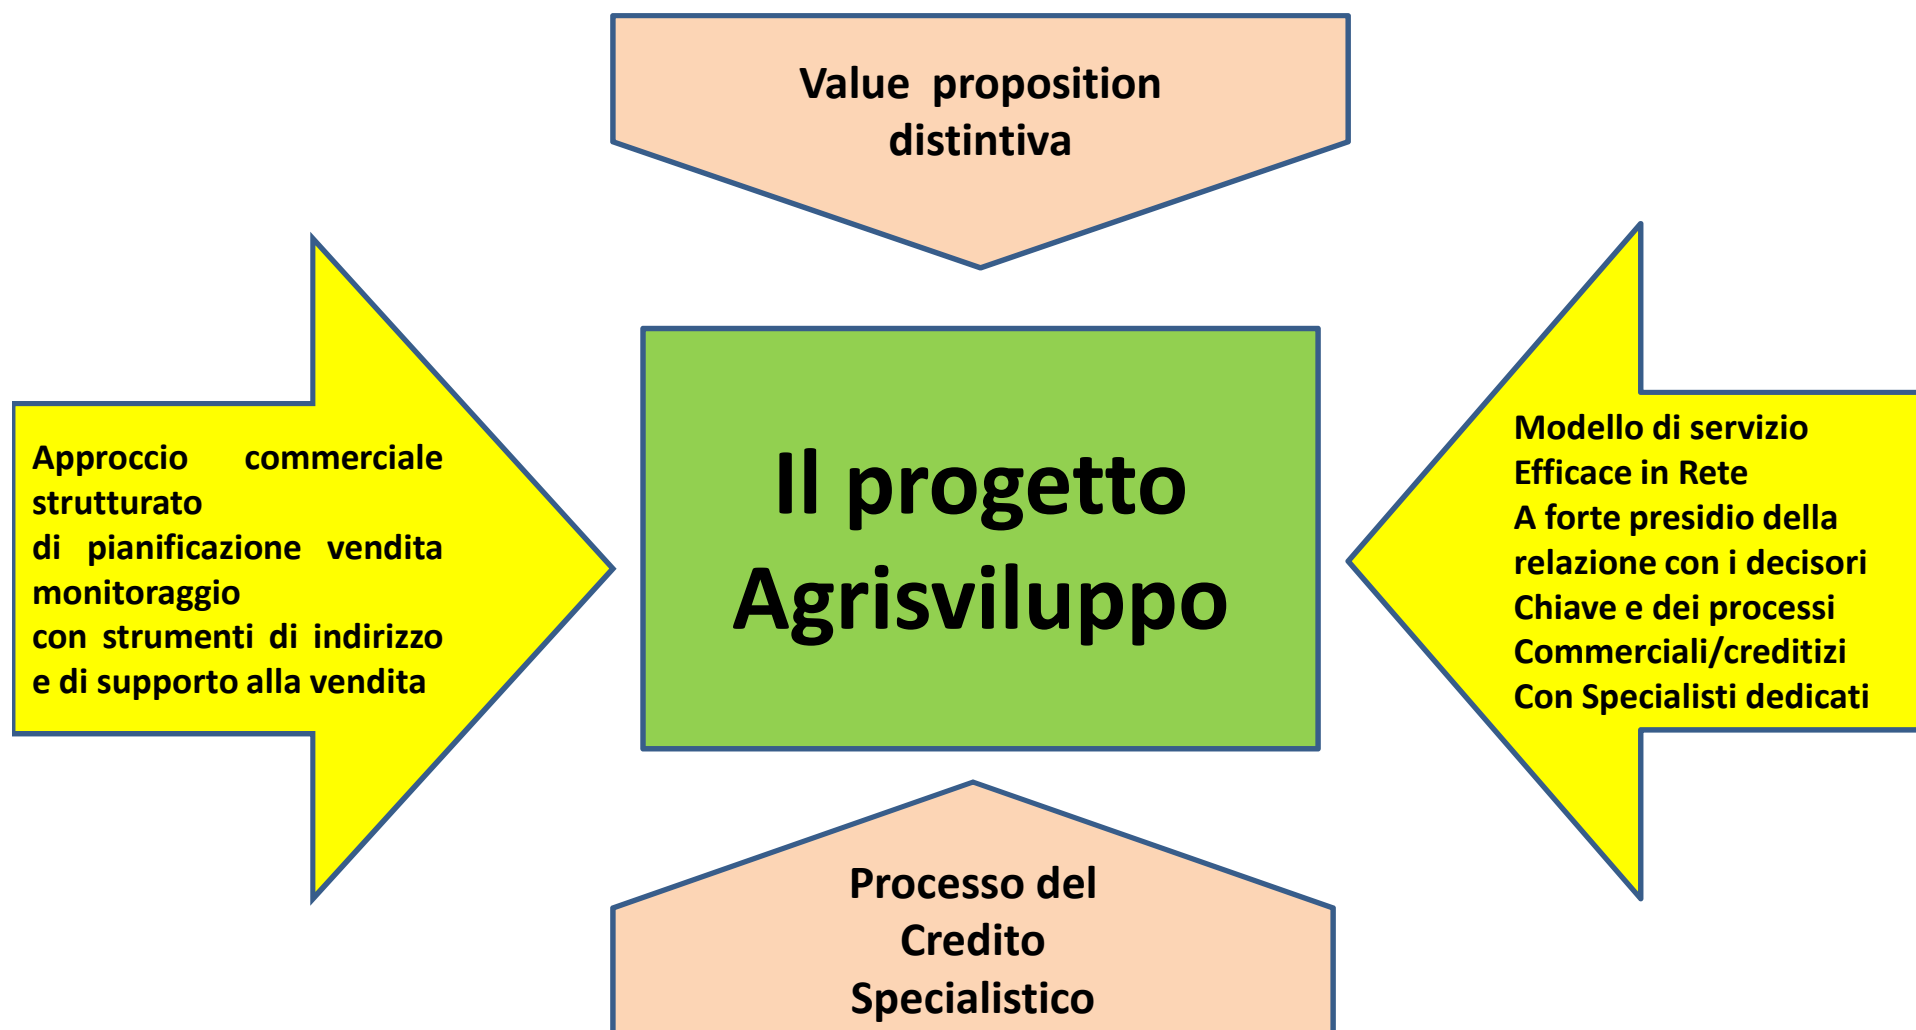 Value proposition
distintiva
Approccio commerciale
strutturato
di pianificazione vendita
monitoraggio
con strumenti di indirizzo
e di supporto alla vendita
Il progetto
Agrisviluppo
Modello di servizio
Efficace in Rete
A forte presidio della
relazione con i decisori
Chiave e dei processi
Commerciali/creditizi
Con Specialisti dedicati
Processo del
Credito
Specialistico